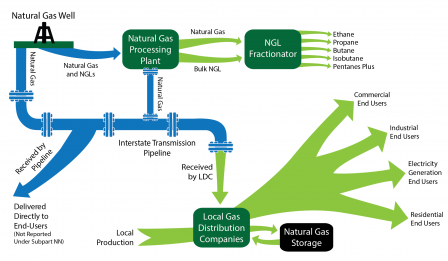 Natural Gas Well
Natural Gas
Natural Gas
and NGLs
Natural Gas
Processing
Plant
Natural Gas
Bulk NGL
NGL
Fractionator
Ethane
Propane
Butane
Isobutane
Pentanes Plus
Natural Gas
Interstate Transmission
Pipeline
Received by
Pipeline
Delivered
Directly to
End-Users
(Not Reported
Under Subpart NN)
Received
by LDC
Local
Production
Local Gas
Distribution
Companies
Natural Gas
Storage
Commercial
End Users
Industrial
End Users
Electricity
Generation
End Users
Residential
End Users